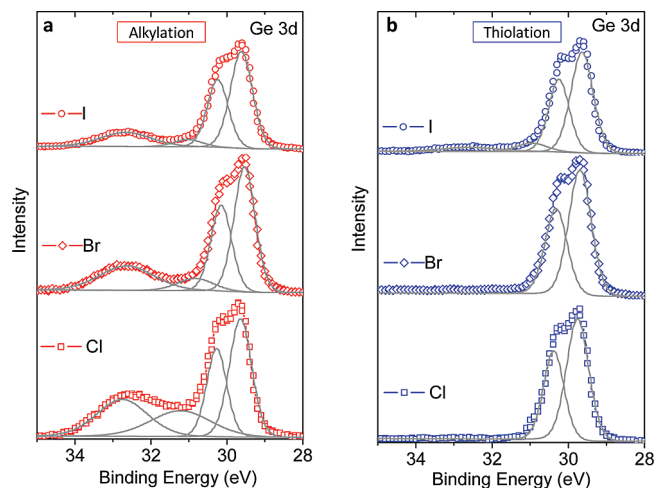 a
Alkylation
Ge 3d
I
Br
Cl
Intensity
34
32
30
28
Binding Energy (eV)
b
Thiolation
Ge 3d
I
Br
Cl
Intensity
34
32
30
28
Binding Energy (eV)